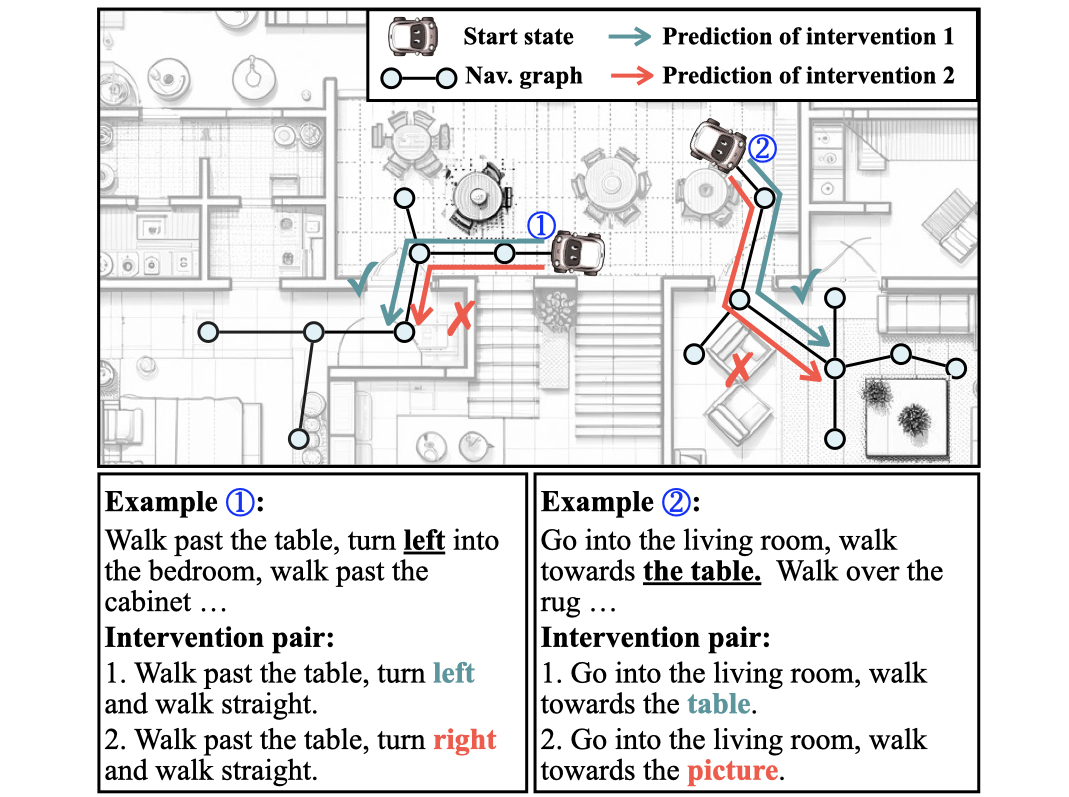 Start state
Prediction of intervention 1
Nav. graph
Prediction of intervention 2
①
②
Example ①:
Walk past the table, turn left into
the bedroom, walk past the
cabinet …
Intervention pair:
1. Walk past the table, turn left
and walk straight.
2. Walk past the table, turn right
and walk straight.
Example ②:
Go into the living room, walk
towards the table. Walk over the
rug …
Intervention pair:
1. Go into the living room, walk
towards the table.
2. Go into the living room, walk
towards the picture.